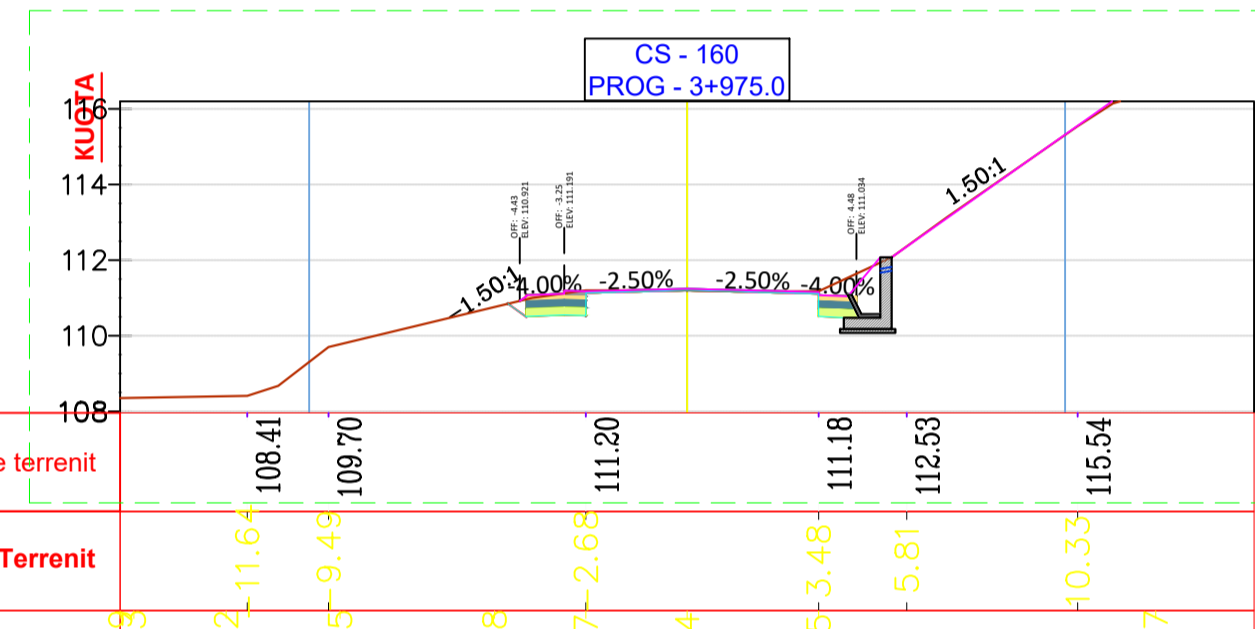 CS - 160
PROG - 3+975.0
KUOTA
116
114
112
110
108
OFF: -4.43
ELEV: 110.921
OFF: -3.25
ELEV: 111.191
OFF: 4.48
ELEV: 111.034
1.50:1
-1.50:1
-4.00%
-2.50%
-2.50%
-4.00%
e terrenit
108.41
109.70
111.20
111.18
112.53
115.54
Terrenit
-11.64
-9.49
-2.68
3.48
5.81
10.33